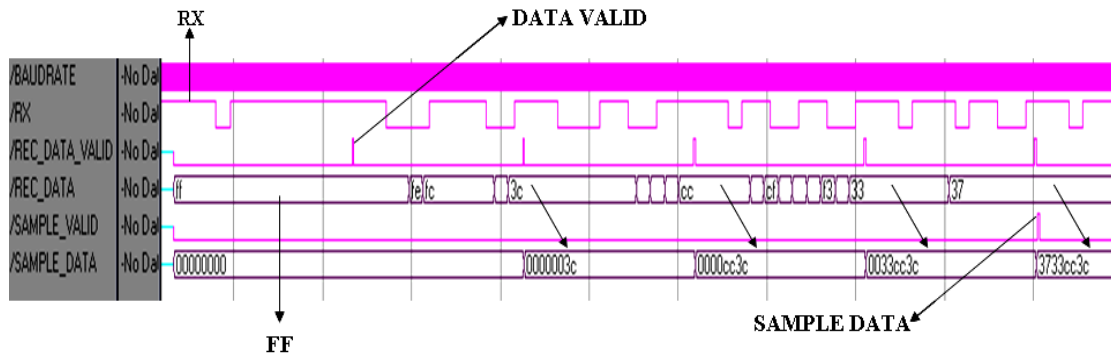 RX
DATA VALID
/BAUDRATE -No Dat
/RX -No Dat
/REC_DATA_VALID -No Dat
/REC_DATA -No Dat ff fe fc 3c cc cf f3 33 37
/SAMPLE_VALID -No Dat
/SAMPLE_DATA -No Dat 00000000 0000003c 0000cc3c 0033cc3c 3733cc3c
FF
SAMPLE DATA